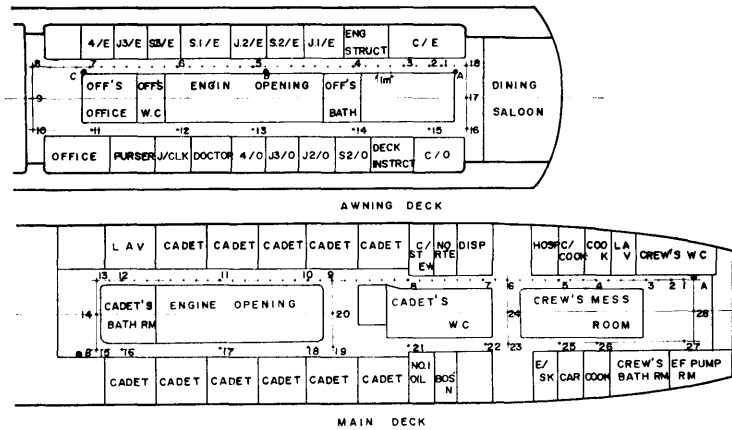 4/E J3/E S3/E S.1/E J.2/E S.2/E J.1/E ENG STRUCT C/E
8 7 6 5 4 3 2 1 18
C B 1m A
9 OFF'S OFFICE OFF'S W.C ENGIN OPENING OFF'S BATH 17 DINING SALOON
10 11 12 13 14 15 16
OFFICE PURSER J/CLK DOCTOR 4/O J3/O J2/O S2/O DECK INSTRCT C/O
AWNING DECK
LAV CADET CADET CADET CADET CADET C/STEW NO RTE DISP HOSP C/COOK COOK LAV CREW'S WC
13 12 11 10 9 8 7 6 5 4 3 2 1 A
14 CADET'S BATH RM ENGINE OPENING 20 CADET'S WC 24 CREW'S MESS ROOM 28
B 15 16 17 18 19 21 22 23 25 26 27
CADET CADET CADET CADET CADET CADET NO.1 OIL BOS'N E/SK CAR COOK CREW'S BATH RM EF PUMP RM
MAIN DECK